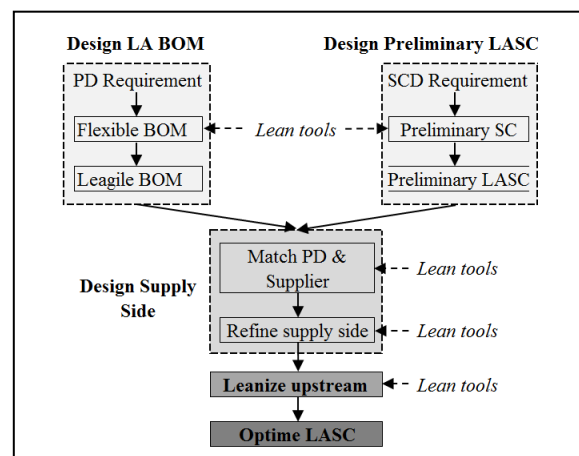 Design LA BOM
Design Preliminary LASC
PD Requirement
SCD Requirement
Flexible BOM
Lean tools
Preliminary SC
Leagile BOM
Preliminary LASC
Match PD &
Supplier
Lean tools
Design Supply
Side
Refine supply side
Lean tools
Leanize upstream
Lean tools
Optime LASC